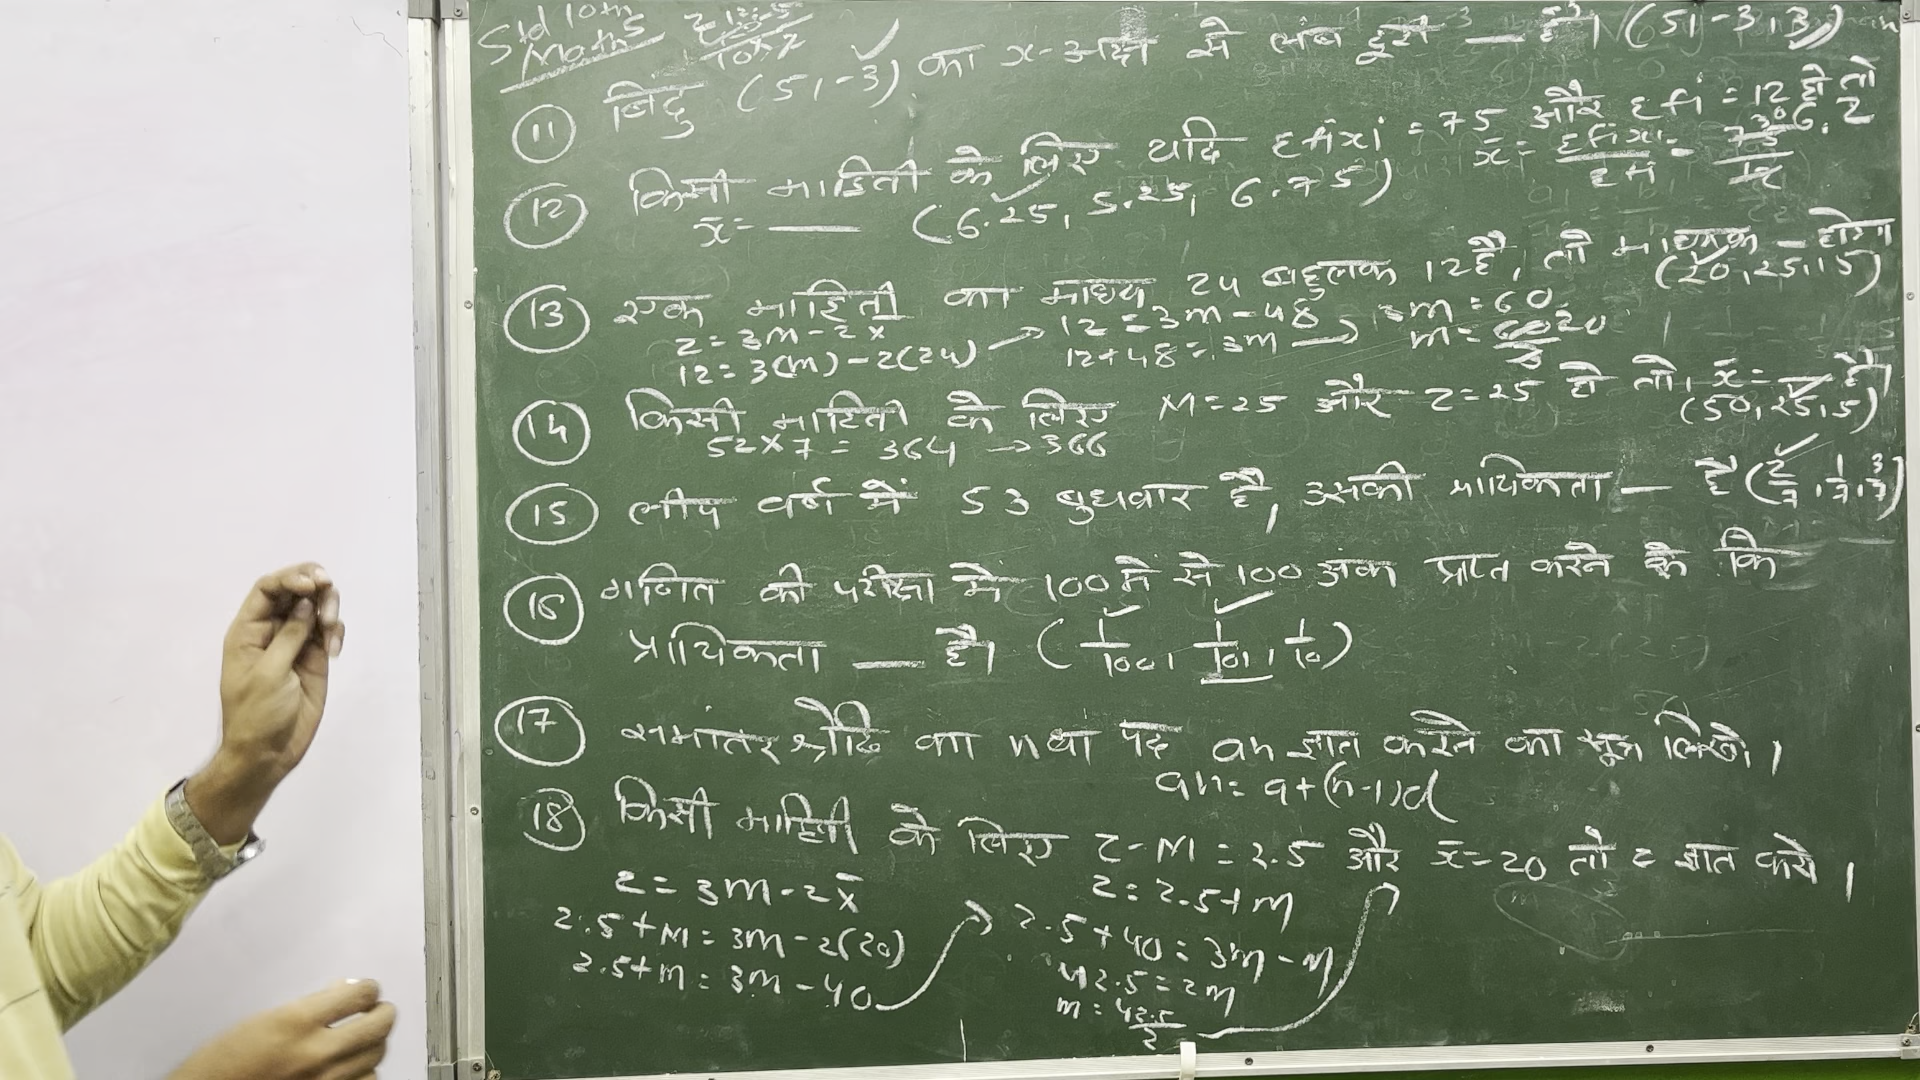 Std 10th
Maths
11 बिंदु (5,-3) का x-अक्ष से लंब दुरी — है। (5,-3,3)
12 किसी माहिती के लिए यदि Σfixi = 75 और Σfi = 12 हो तो
x̄ = — (6.25, 5.25, 6.75)
x̄ = Σfixi/Σfi = 75/12
13 एक माहिती का माध्य 24 बहुलक 12 है, तो माध्यक — होगा
(20,25,15)
z = 3M - 2x̄
12 = 3(M) - 2(24) → 12 = 3M - 48
12+48 = 3M → 3M = 60
M = 60/3 20
14 किसी माहिती के लिए M=25 और z=25 हो तो, x̄ = — है।
(50,25,5)
52x7 = 364 → 366
15 लीप वर्ष में 53 बुधवार है, उसकी प्रायिकता — है (2/7, 1/7, 3/7)
16 गणित की परीक्षा में 100 में से 100 अंक प्राप्त करने के कि
प्रायिकता — है। (1/100, 1/101, 1/10)
17 समांतर श्रेढि का n वा पद an ज्ञात करने का सूत्र लिखो।
an = a+(n-1)d
18 किसी माहिती के लिए z-M = 2.5 और x̄=20 तो z ज्ञात करो।
z = 3M - 2x̄
z = 2.5+M
2.5+M = 3M - 2(20)
2.5+M = 3M - 40
2.5+40 = 3M - M
42.5 = 2M
M = 42.5/2